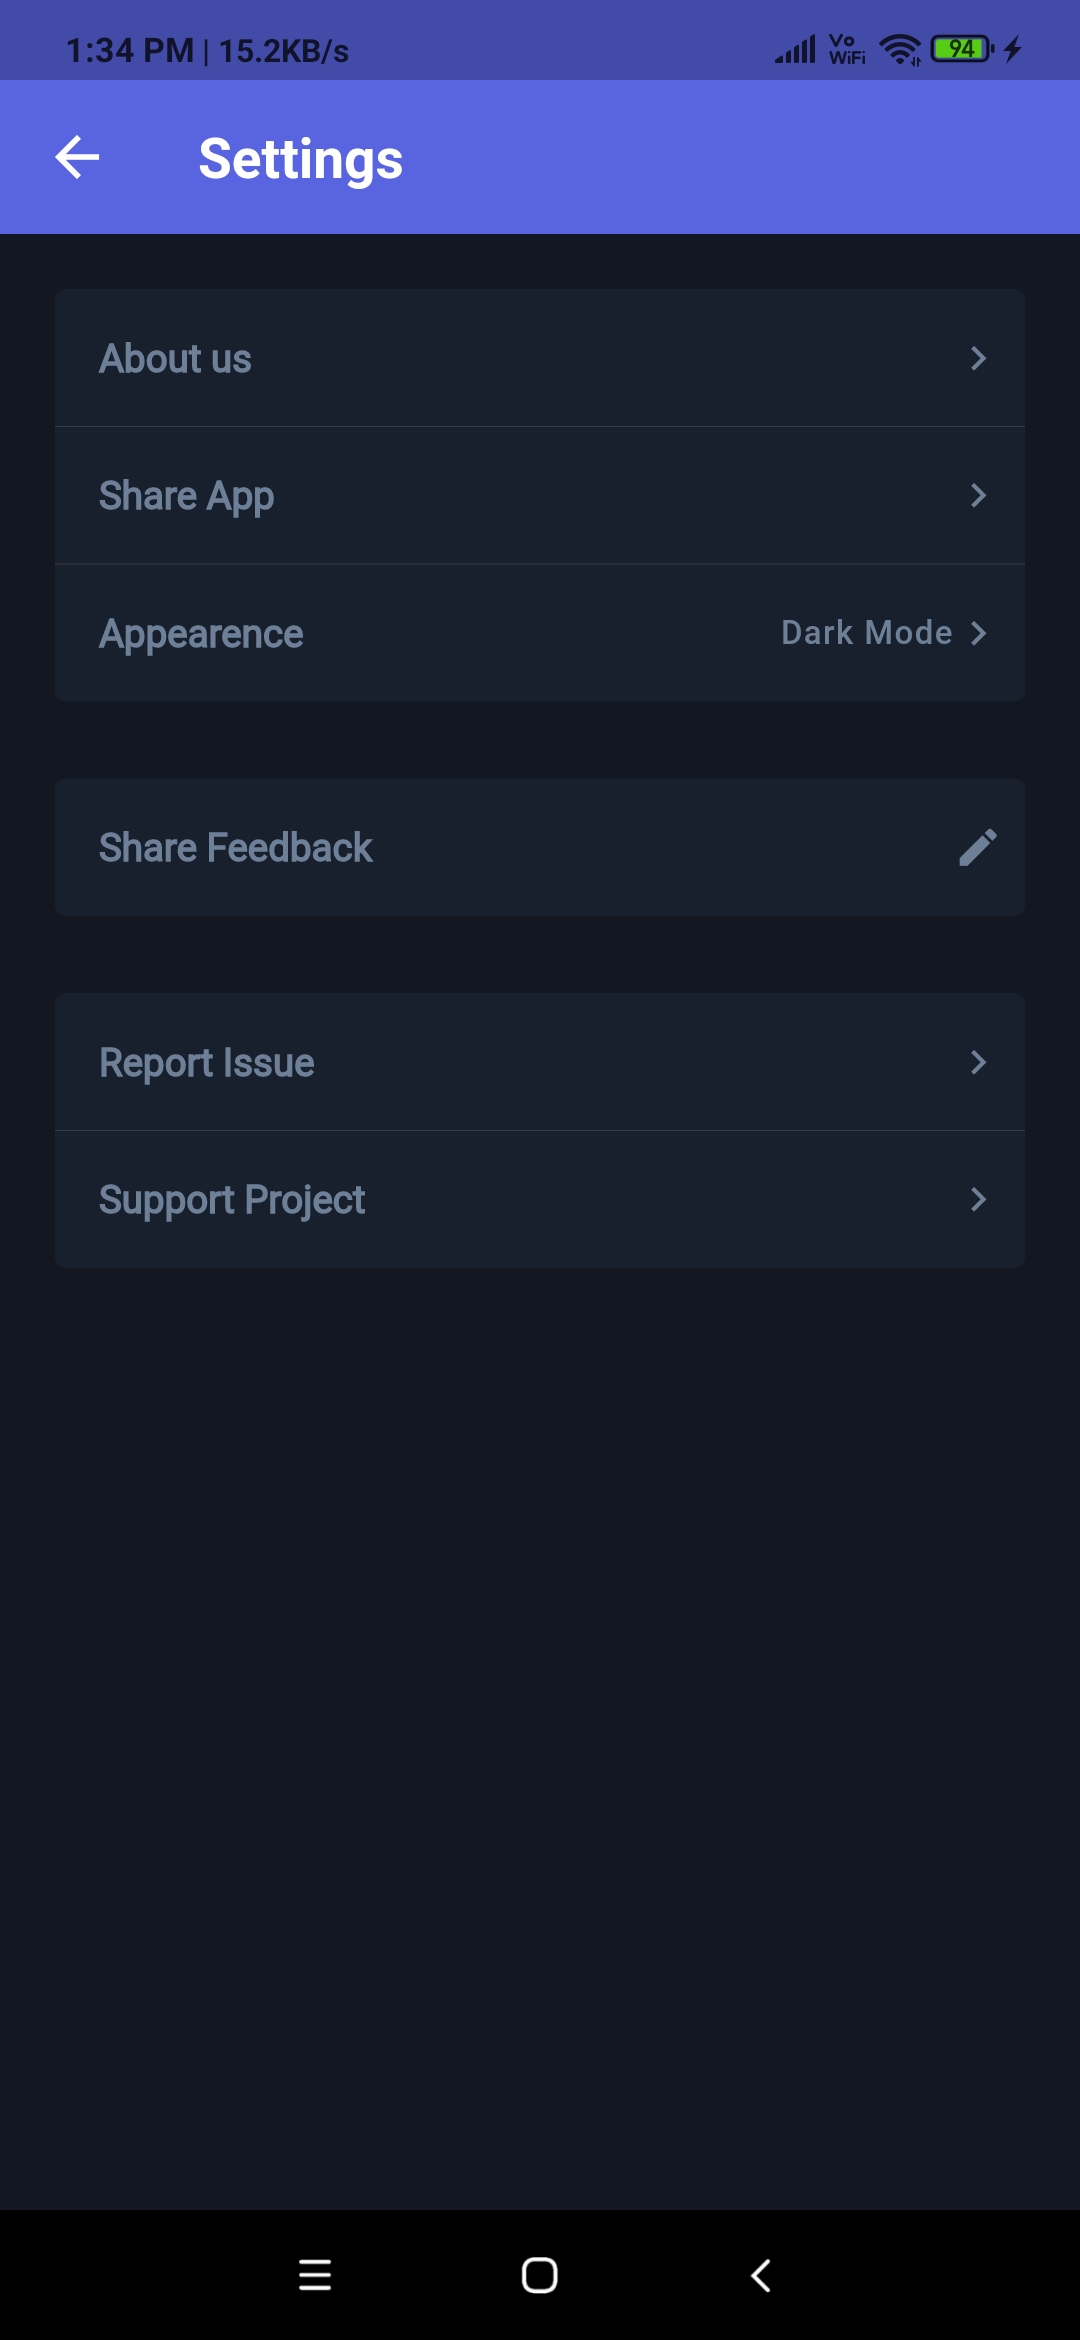 1:34 PM | 15.2KB/s Vo WiFi 94
Settings
About us
Share App
Appearence Dark Mode
Share Feedback
Report Issue
Support Project